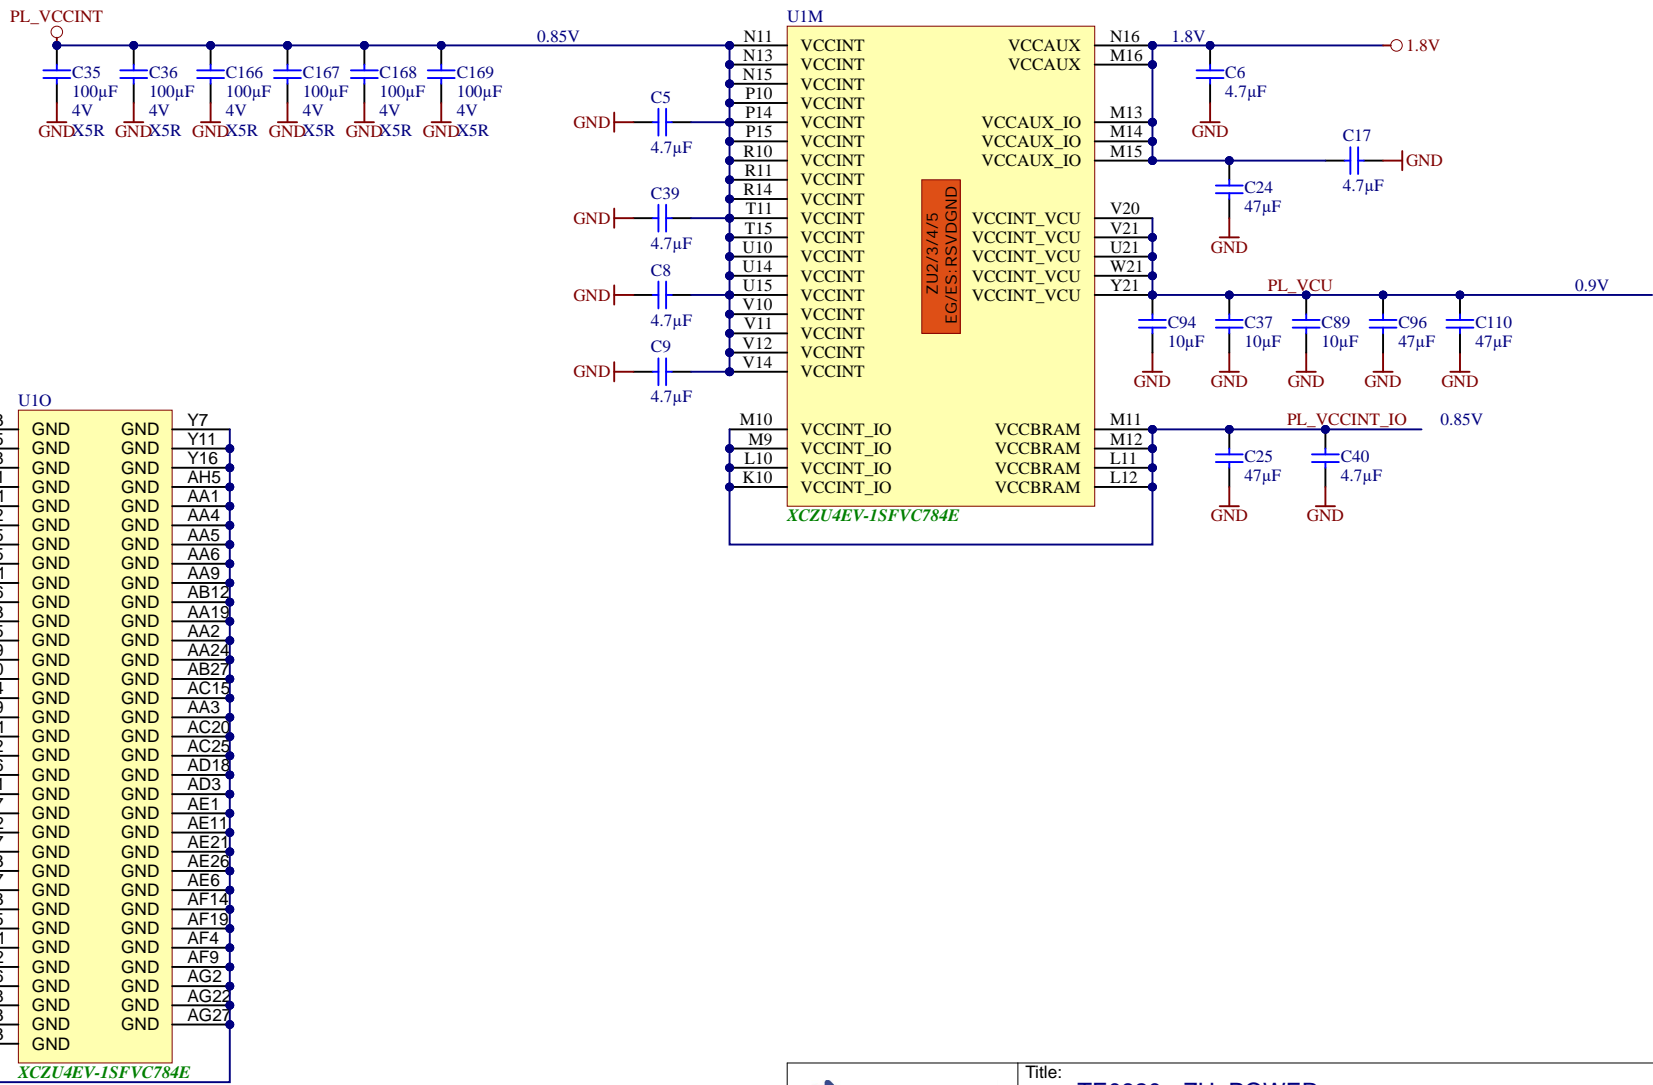 PL_VCCINT
0.85V
C35
100µF
4V
X5R
GND
C36
100µF
4V
X5R
GND
C166
100µF
4V
X5R
GND
C167
100µF
4V
X5R
GND
C168
100µF
4V
X5R
GND
C169
100µF
4V
X5R
GND
GND
C5
4.7µF
GND
C39
4.7µF
GND
C8
4.7µF
GND
C9
4.7µF
U1M
N11 VCCINT
N13 VCCINT
N15 VCCINT
P10 VCCINT
P14 VCCINT
P15 VCCINT
R10 VCCINT
R11 VCCINT
R14 VCCINT
T11 VCCINT
T15 VCCINT
U10 VCCINT
U14 VCCINT
U15 VCCINT
V10 VCCINT
V11 VCCINT
V12 VCCINT
V14 VCCINT
M10 VCCINT_IO
M9 VCCINT_IO
L10 VCCINT_IO
K10 VCCINT_IO
ZU2/3/4/5
EG/ES:RSVDGND
VCCAUX N16
VCCAUX M16
VCCAUX_IO M13
VCCAUX_IO M14
VCCAUX_IO M15
VCCINT_VCU V20
VCCINT_VCU V21
VCCINT_VCU U21
VCCINT_VCU W21
VCCINT_VCU Y21
VCCBRAM M11
VCCBRAM M12
VCCBRAM L11
VCCBRAM L12
XCZU4EV-1SFVC784E
1.8V
1.8V
C6
4.7µF
GND
C17
4.7µF
GND
C24
47µF
GND
PL_VCU
0.9V
C94
10µF
GND
C37
10µF
GND
C89
10µF
GND
C96
47µF
GND
C110
47µF
GND
PL_VCCINT_IO
0.85V
C25
47µF
GND
C40
4.7µF
GND
U1O
GND GND Y7
GND GND Y11
GND GND Y16
GND GND AH5
GND GND AA1
GND GND AA4
GND GND AA5
GND GND AA6
GND GND AA9
GND GND AB12
GND GND AA19
GND GND AA2
GND GND AA24
GND GND AB27
GND GND AC15
GND GND AA3
GND GND AC20
GND GND AC25
GND GND AD18
GND GND AD3
GND GND AE1
GND GND AE11
GND GND AE21
GND GND AE26
GND GND AE6
GND GND AF14
GND GND AF19
GND GND AF4
GND GND AF9
GND GND AG2
GND GND AG22
GND GND AG27
GND
XCZU4EV-1SFVC784E
Title: